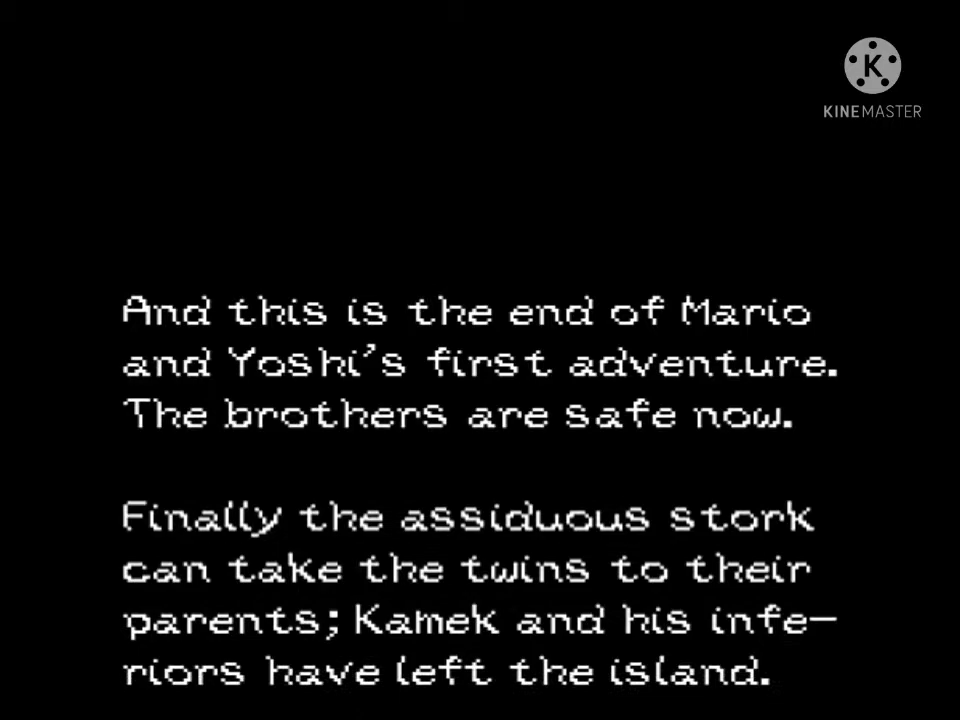 K
KINEMASTER
And this is the end of Mario
and Yoshi's first adventure.
The brothers are safe now.
Finally the assiduous stork
can take the twins to their
parents; Kamek and his infe-
riors have left the island.